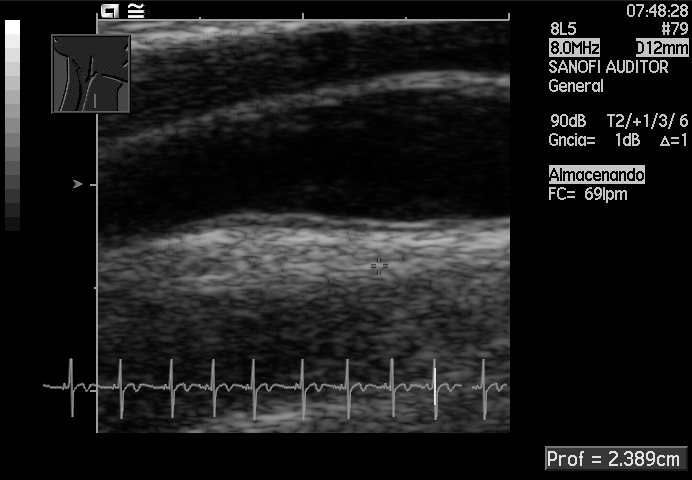 07:48:28
8L5 #79
8.0MHz D12mm
SANOFI AUDITOR
General
90dB T2/+1/3/ 6
Gncia= 1dB Δ=1
Almacenando
FC= 69lpm
Prof = 2.389cm